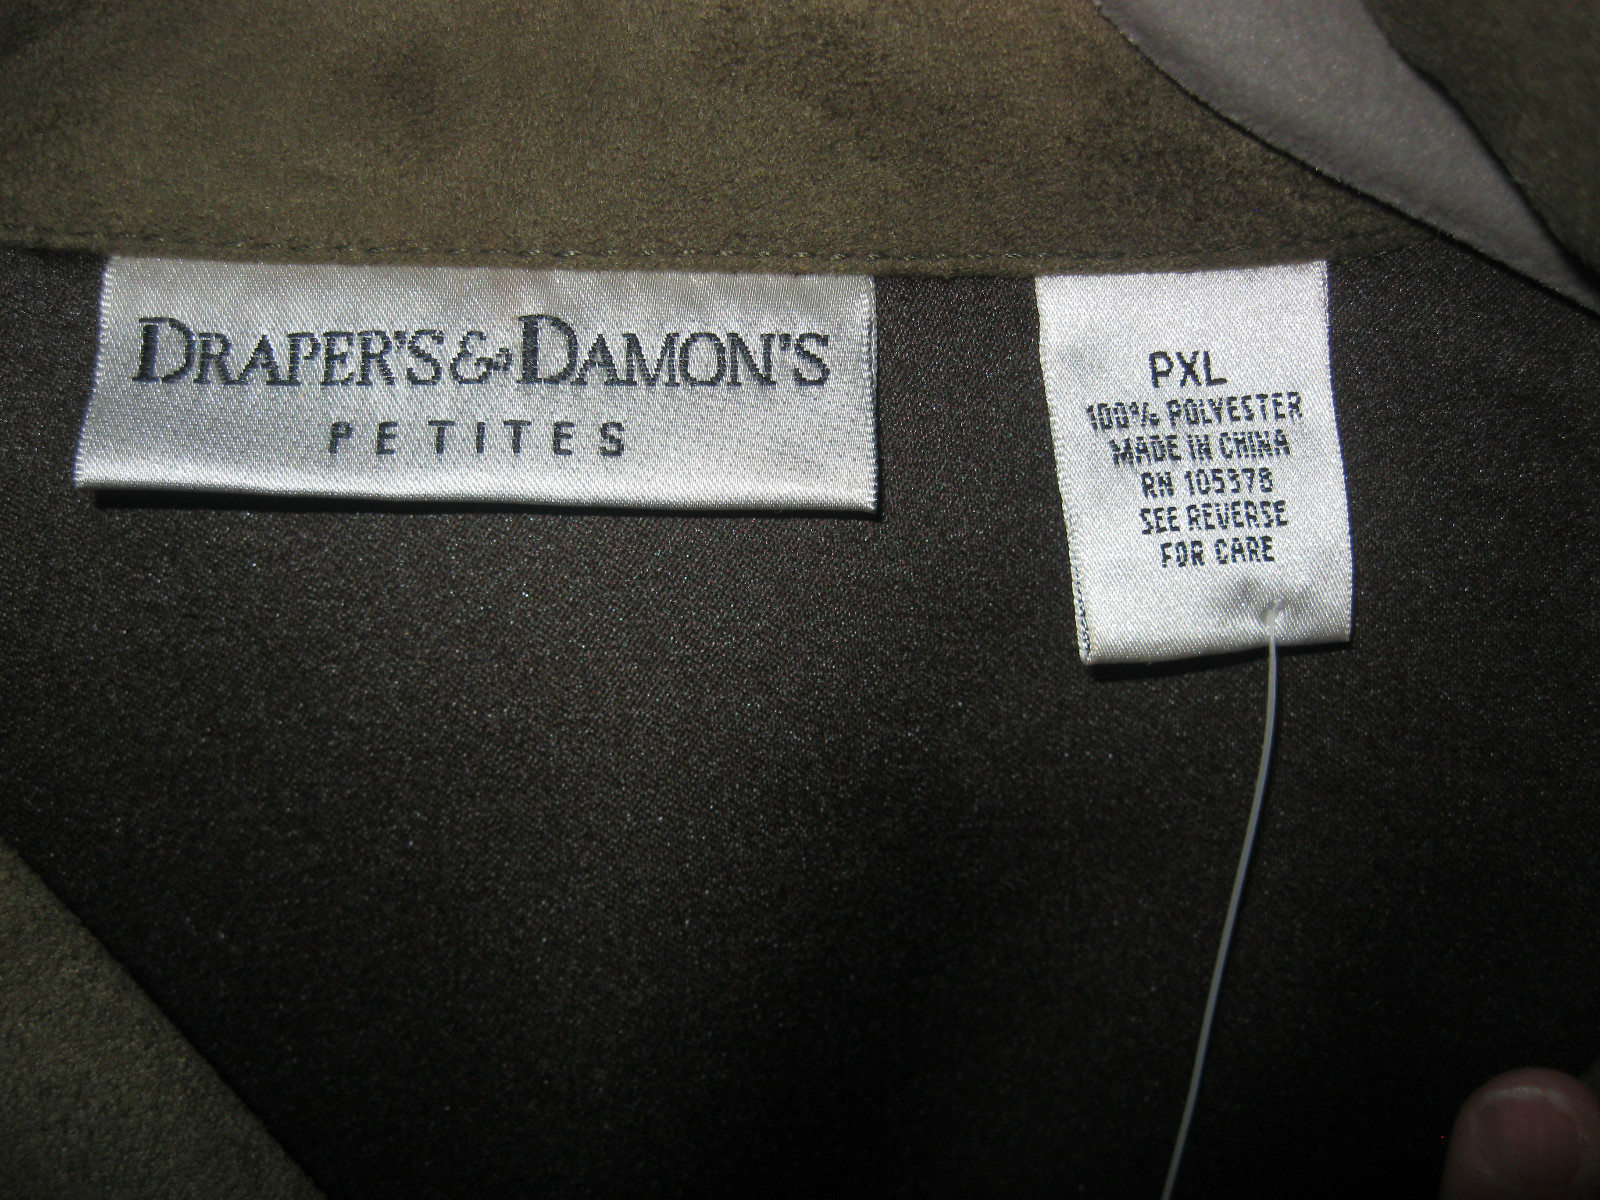 DRAPER'S & DAMON'S
PETITES
PXL
100% POLYESTER
MADE IN CHINA
RN 105378
SEE REVERSE
FOR CARE